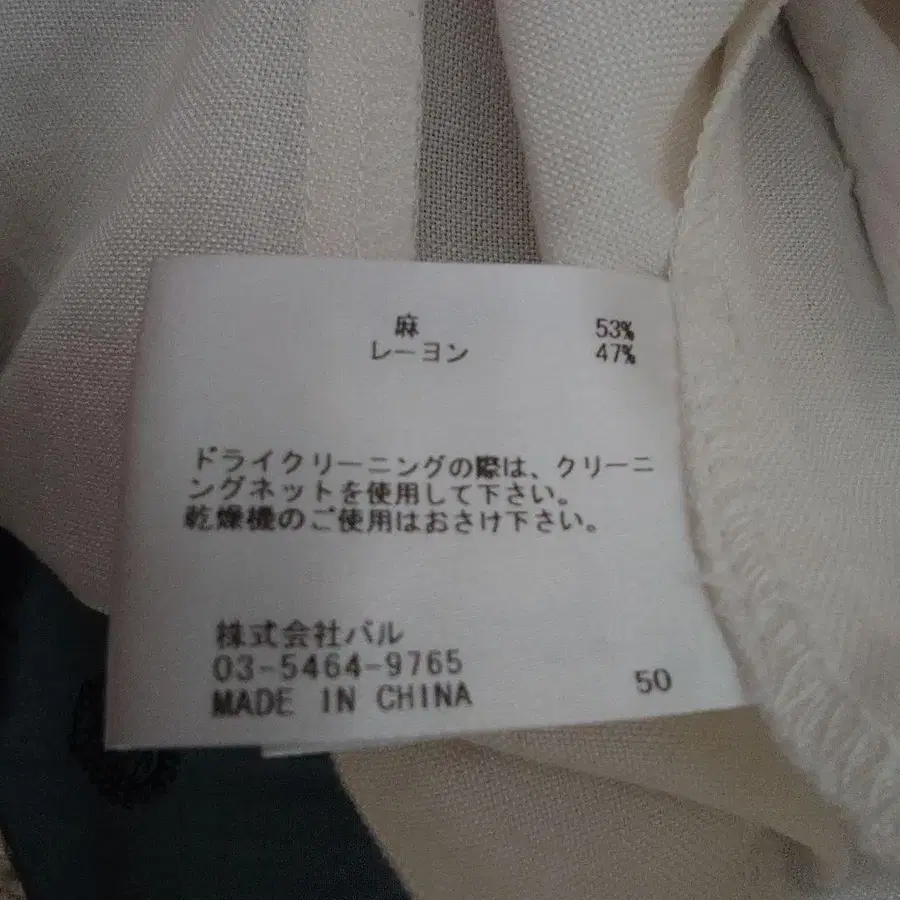 麻 53%
レーヨン 47%
ドライクリーニングの際は、クリーニ
ングネットを使用して下さい。
乾燥機のご使用はおさけ下さい。
株式会社バル
03-5464-9765
MADE IN CHINA 50